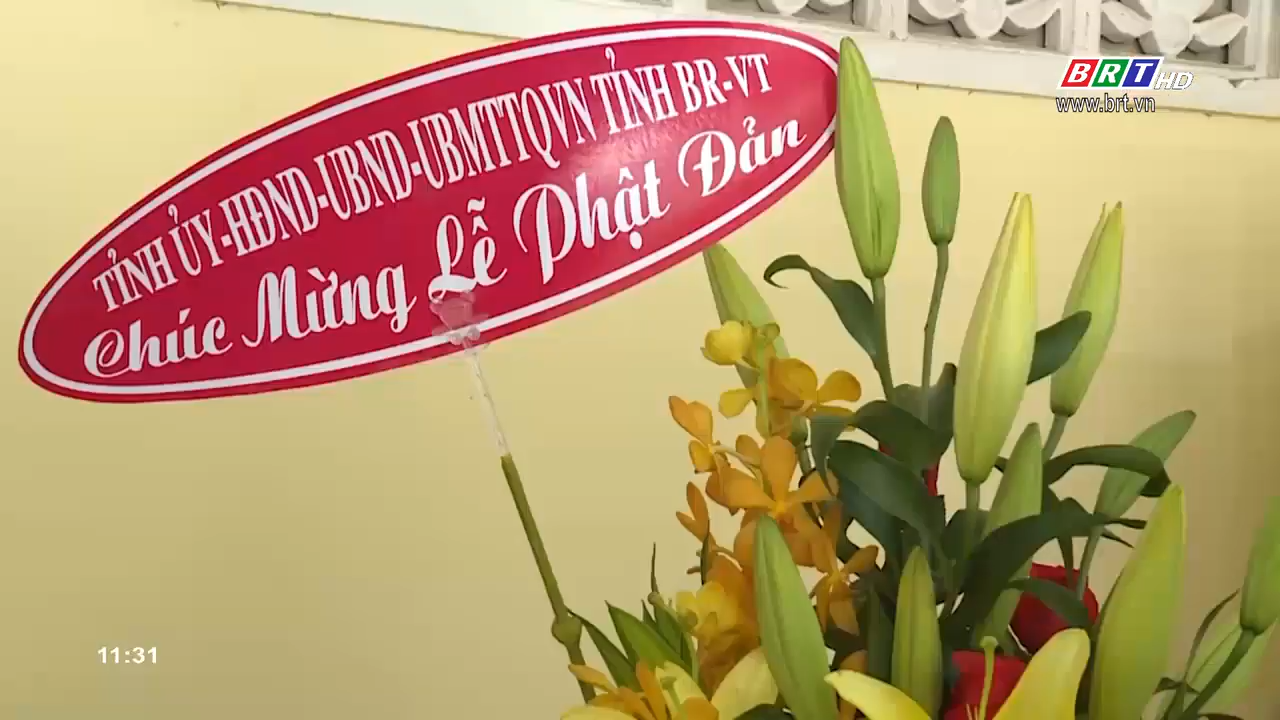 BRT HD
www.brt.vn
TỈNH ỦY-HĐND-UBND-UBMTTQVN TỈNH BR-VT
Chúc Mừng Lễ Phật Đản
11:31